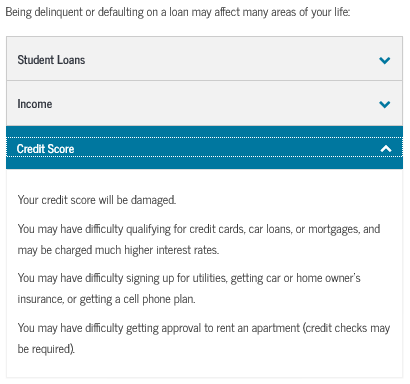 Being delinquent or defaulting on a loan may affect many areas of your life:
Student Loans
Income
Credit Score
Your credit score will be damaged.
You may have difficulty qualifying for credit cards, car loans, or mortgages, and
may be charged much higher interest rates.
You may have difficulty signing up for utilities, getting car or home owner's
insurance, or getting a cell phone plan.
You may have difficulty getting approval to rent an apartment (credit checks may
be required).